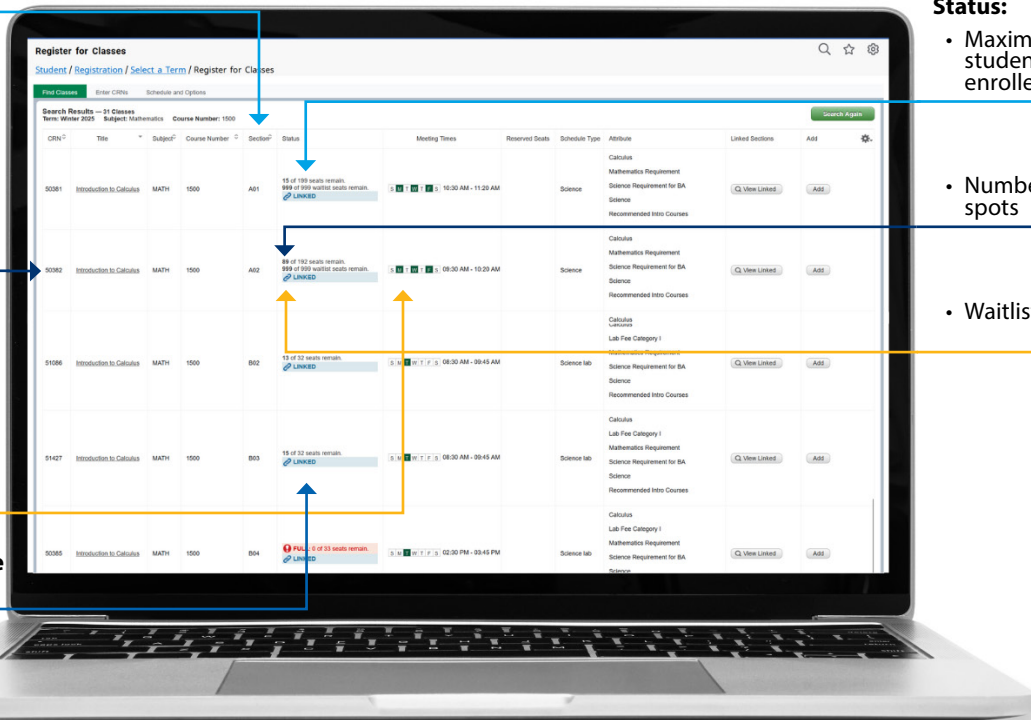 Status:
• Maxim
studen
enrolle
• Numbe
spots
• Waitlis
e
Register for Classes
Student / Registration / Select a Term / Register for Classes
Find Classes Enter CRNs Schedule and Options
Search Results — 31 Classes
Term: Winter 2025 Subject: Mathematics Course Number: 1500
Search Again
CRN Title Subject Course Number Section Status Meeting Times Reserved Seats Schedule Type Attribute Linked Sections Add
Calculus
Mathematics Requirement
15 of 199 seats remain.
50381 Introduction to Calculus MATH 1500 A01 999 of 999 waitlist seats remain. S M T W T F S 10:30 AM - 11:20 AM Science Science Requirement for BA View Linked Add
LINKED
Science
Recommended Intro Courses
Calculus
Mathematics Requirement
89 of 192 seats remain.
50382 Introduction to Calculus MATH 1500 A02 999 of 999 waitlist seats remain. S M T W T F S 09:30 AM - 10:20 AM Science Science Requirement for BA View Linked Add
LINKED
Science
Recommended Intro Courses
Calculus
Lab Fee Category I
Mathematics Requirement
13 of 32 seats remain.
51086 Introduction to Calculus MATH 1500 B02 S M T W T F S 08:30 AM - 09:45 AM Science lab Science Requirement for BA View Linked Add
LINKED
Science
Recommended Intro Courses
Calculus
Lab Fee Category I
Mathematics Requirement
15 of 32 seats remain.
51427 Introduction to Calculus MATH 1500 B03 S M T W T F S 08:30 AM - 09:45 AM Science lab Science Requirement for BA View Linked Add
LINKED
Science
Recommended Intro Courses
Calculus
Lab Fee Category I
Mathematics Requirement
FULL: 0 of 33 seats remain.
50385 Introduction to Calculus MATH 1500 B04 S M T W T F S 02:30 PM - 03:45 PM Science lab Science Requirement for BA View Linked Add
LINKED
Science